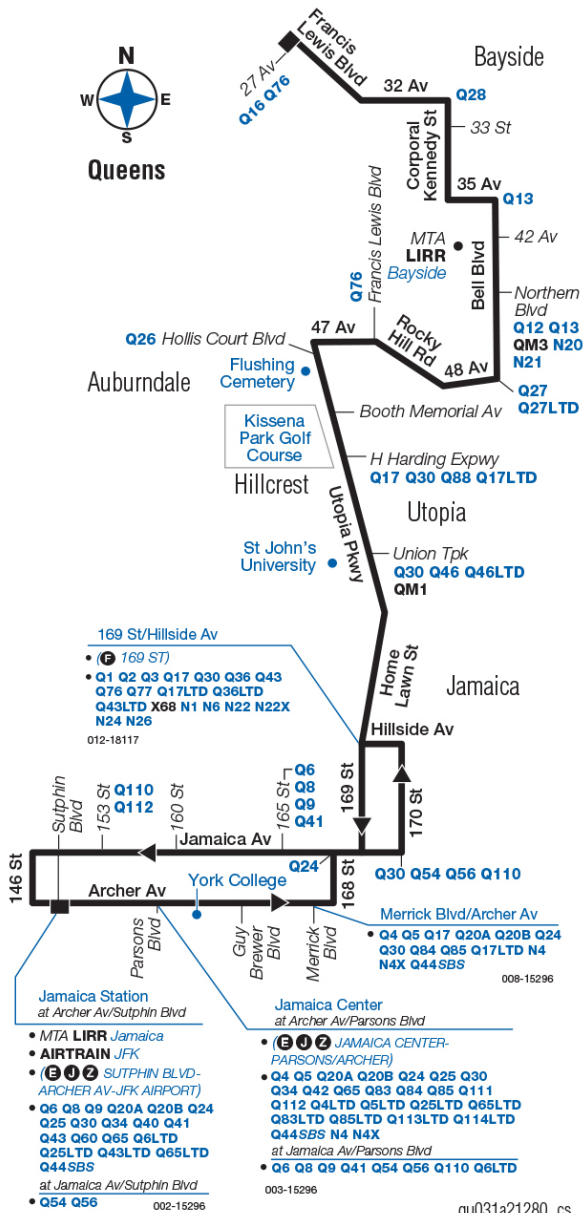 Francis
Lewis Blvd
Bayside
N
W
E
S
Queens
27 Av
Q16 Q76
32 Av
Q28
Corporal
Kennedy St
33 St
35 Av
Q13
Francis Lewis Blvd
Q76
MTA
LIRR
Bayside
Bell Blvd
42 Av
Northern
Blvd
Q12 Q13
QM3 N20
N21
47 Av
Rocky
Hill Rd
48 Av
Q26 Hollis Court Blvd
Q27
Q27LTD
Flushing
Cemetery
Auburndale
Booth Memorial Av
Kissena
Park Golf
Course
H Harding Expwy
Q17 Q30 Q88 Q17LTD
Hillcrest
Utopia
Utopia Pkwy
St John's
University
Union Tpk
Q30 Q46 Q46LTD
QM1
169 St/Hillside Av
(F 169 ST)
Q1 Q2 Q3 Q17 Q30 Q36 Q43
Q76 Q77 Q17LTD Q36LTD
Q43LTD X68 N1 N6 N22 N22X
N24 N26
012-18117
Home
Lawn St
Jamaica
Hillside Av
169 St
170 St
Sutphin
Blvd
153 St
Q110
Q112
160 St
165 St
Q6
Q8
Q9
Q41
Jamaica Av
Q24
Q30 Q54 Q56 Q110
146 St
168 St
Archer Av
York College
Parsons
Blvd
Guy
Brewer
Blvd
Merrick
Blvd
Merrick Blvd/Archer Av
Q4 Q5 Q17 Q20A Q20B Q24
Q30 Q84 Q85 Q17LTD N4
N4X Q44SBS
008-15296
Jamaica Station
at Archer Av/Sutphin Blvd
MTA LIRR Jamaica
AIRTRAIN JFK
(E J Z SUTPHIN BLVD-
ARCHER AV-JFK AIRPORT)
Q6 Q8 Q9 Q20A Q20B Q24
Q25 Q30 Q34 Q40 Q41
Q43 Q60 Q65 Q6LTD
Q25LTD Q43LTD Q65LTD
Q44SBS
at Jamaica Av/Sutphin Blvd
Q54 Q56
002-15296
Jamaica Center
at Archer Av/Parsons Blvd
(E J Z JAMAICA CENTER-
PARSONS/ARCHER)
Q4 Q5 Q20A Q20B Q24 Q25 Q30
Q34 Q42 Q65 Q83 Q84 Q85 Q111
Q112 Q4LTD Q5LTD Q25LTD Q65LTD
Q83LTD Q85LTD Q113LTD Q114LTD
Q44SBS N4 N4X
at Jamaica Av/Parsons Blvd
Q6 Q8 Q9 Q41 Q54 Q56 Q110 Q6LTD
003-15296
qu031a21280_cs